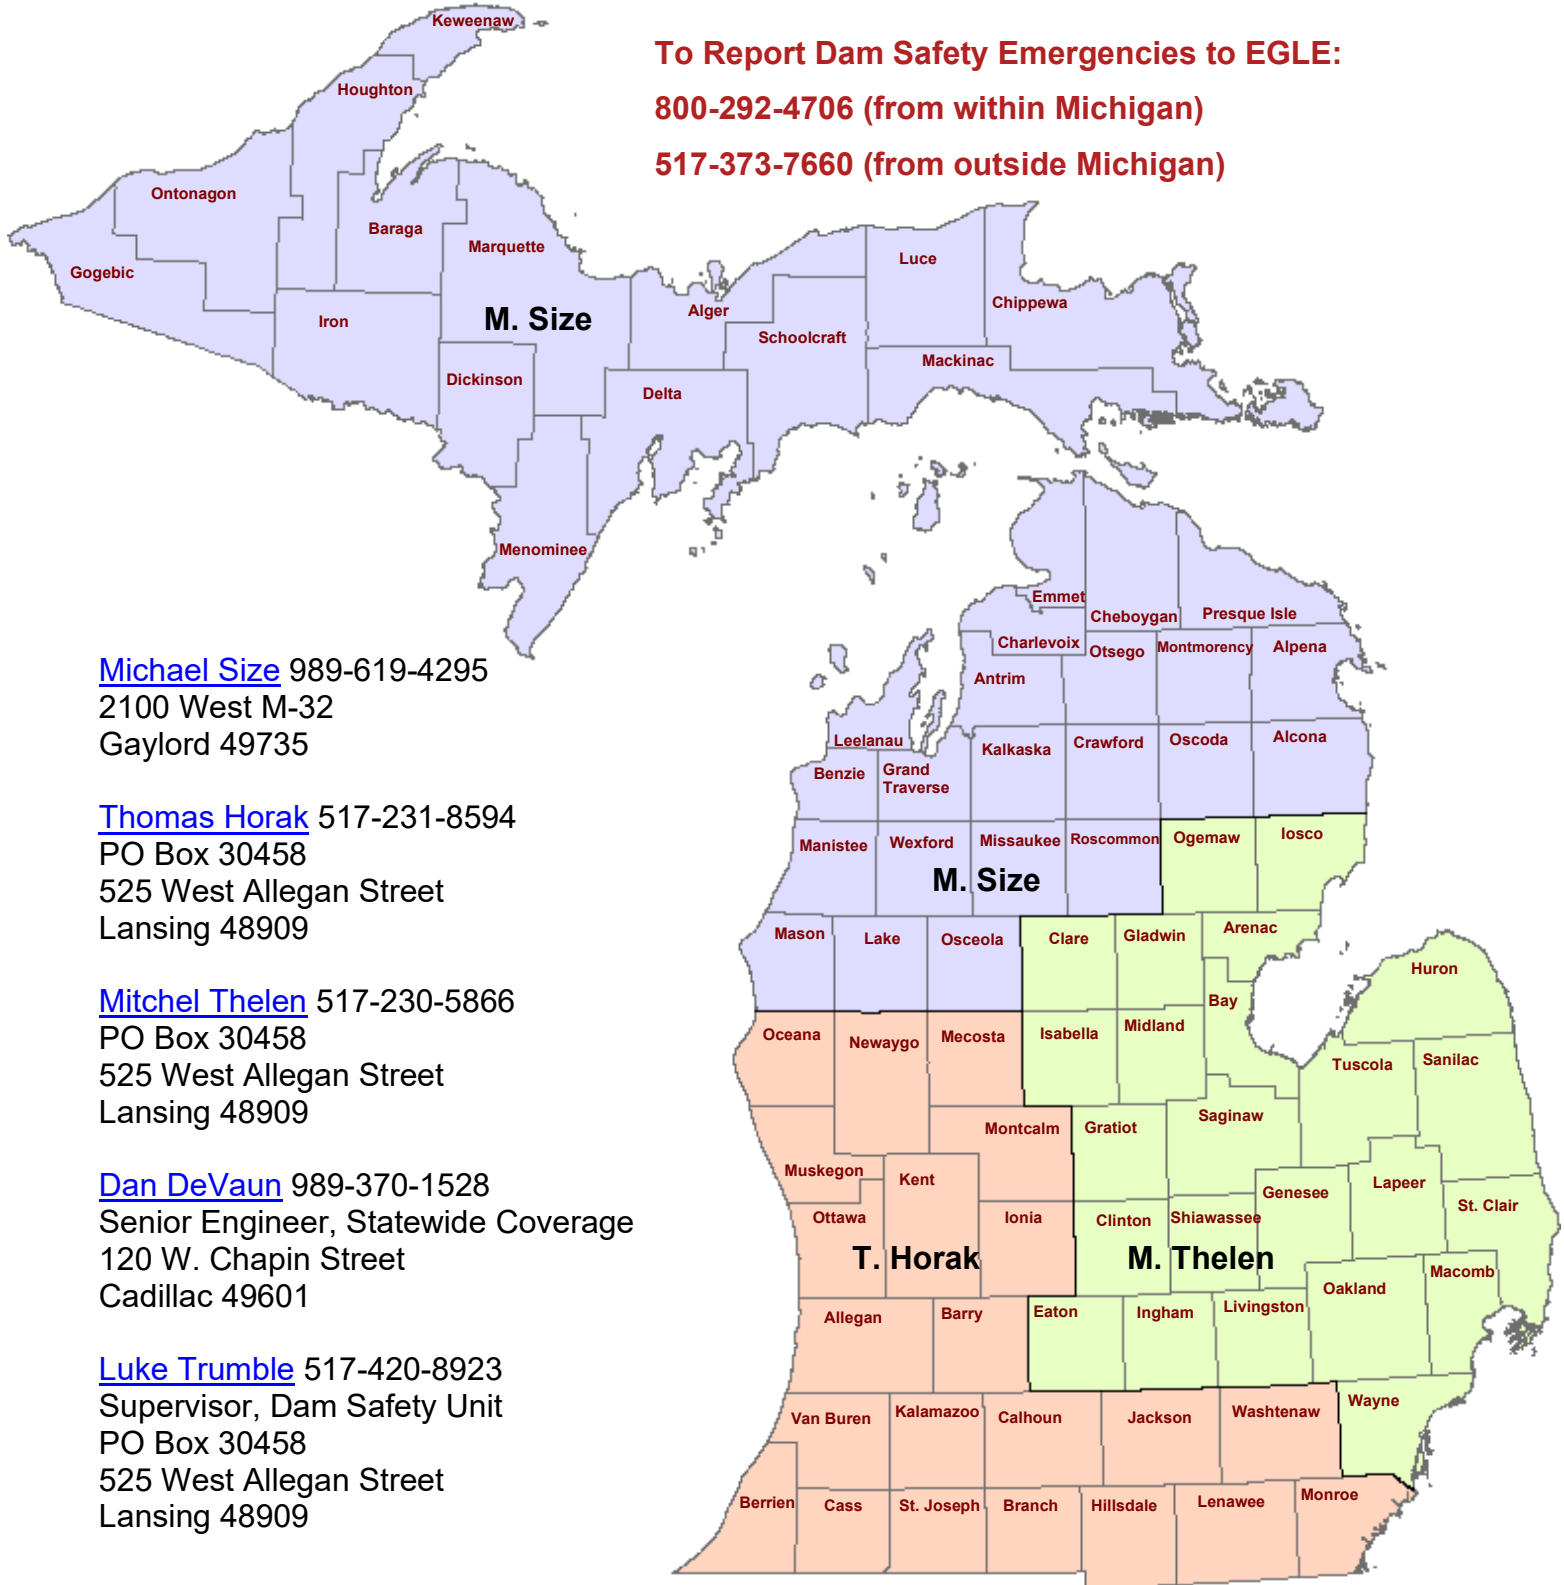 Keweenaw
To Report Dam Safety Emergencies to EGLE:
Houghton
800-292-4706 (from within Michigan)
517-373-7660 (from outside Michigan)
Ontonagon
Baraga
Marquette
Luce
Gogebic
Chippewa
Alger
Iron
M. Size
Schoolcraft
Mackinac
Dickinson
Delta
Menominee
Emmet
Cheboygan
Presque Isle
Charlevoix
Otsego
Montmorency
Alpena
Antrim
Michael Size 989-619-4295
2100 West M-32
Gaylord 49735
Leelanau
Kalkaska
Crawford
Oscoda
Alcona
Benzie
Grand
Traverse
Thomas Horak 517-231-8594
PO Box 30458
525 West Allegan Street
Lansing 48909
Manistee
Wexford
Missaukee
Roscommon
Ogemaw
Iosco
M. Size
Mason
Lake
Osceola
Clare
Gladwin
Arenac
Huron
Mitchel Thelen 517-230-5866
PO Box 30458
525 West Allegan Street
Lansing 48909
Bay
Oceana
Newaygo
Mecosta
Isabella
Midland
Tuscola
Sanilac
Montcalm
Gratiot
Saginaw
Muskegon
Kent
Genesee
Lapeer
St. Clair
Dan DeVaun 989-370-1528
Senior Engineer, Statewide Coverage
120 W. Chapin Street
Cadillac 49601
Ottawa
Ionia
Clinton
Shiawassee
T. Horak
M. Thelen
Macomb
Oakland
Allegan
Barry
Eaton
Ingham
Livingston
Luke Trumble 517-420-8923
Supervisor, Dam Safety Unit
PO Box 30458
525 West Allegan Street
Lansing 48909
Van Buren
Kalamazoo
Calhoun
Jackson
Washtenaw
Wayne
Berrien
Cass
St. Joseph
Branch
Hillsdale
Lenawee
Monroe